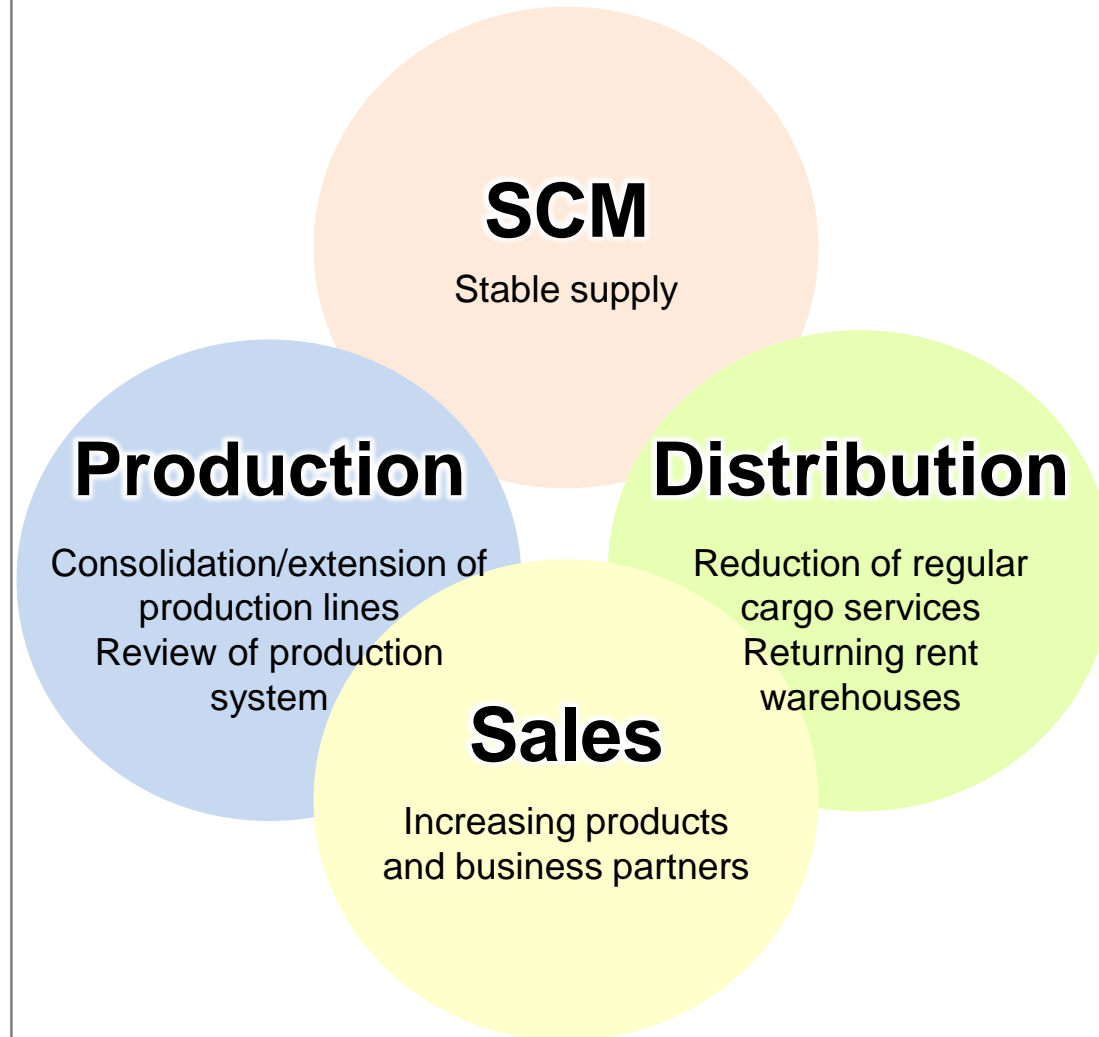 SCM
Stable supply
Production
Consolidation/extension of
production lines
Review of production
system
Distribution
Reduction of regular
cargo services
Returning rent
warehouses
Sales
Increasing products
and business partners